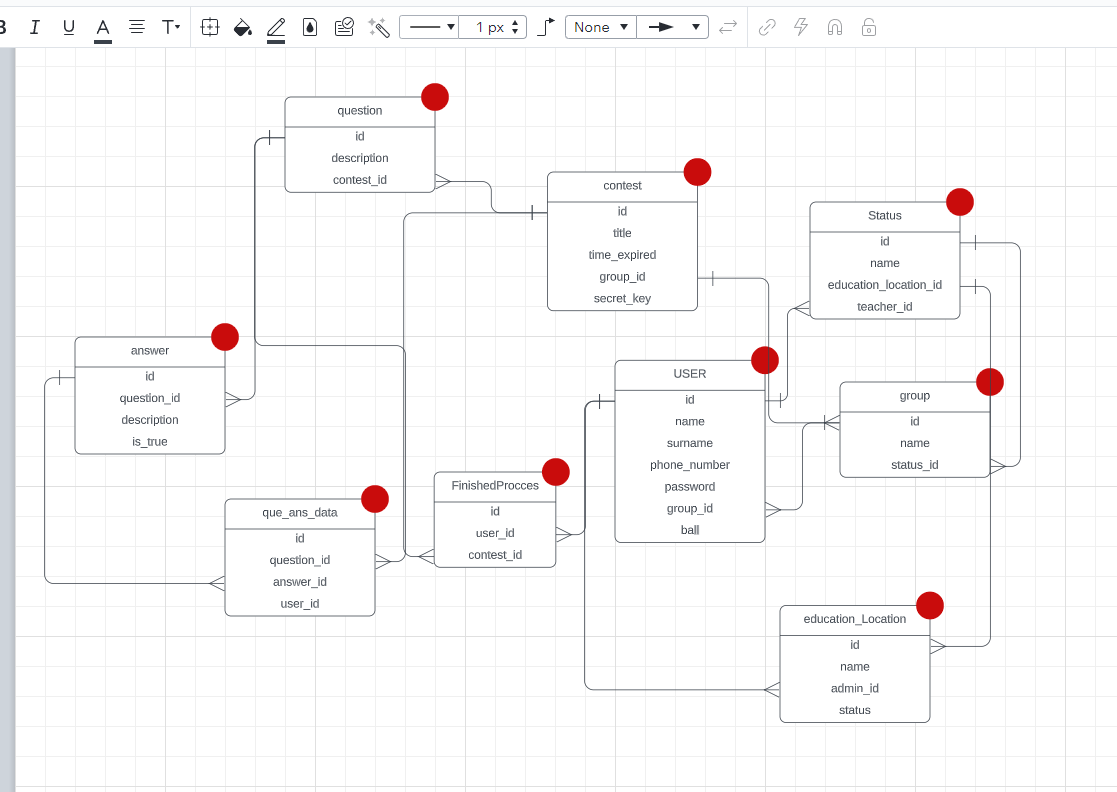 B I U A T
1 px None
question
id
description
contest_id
contest
id
title
time_expired
group_id
secret_key
Status
id
name
education_location_id
teacher_id
answer
id
question_id
description
is_true
USER
id
name
surname
phone_number
password
group_id
ball
group
id
name
status_id
FinishedProcces
id
user_id
contest_id
que_ans_data
id
question_id
answer_id
user_id
education_Location
id
name
admin_id
status